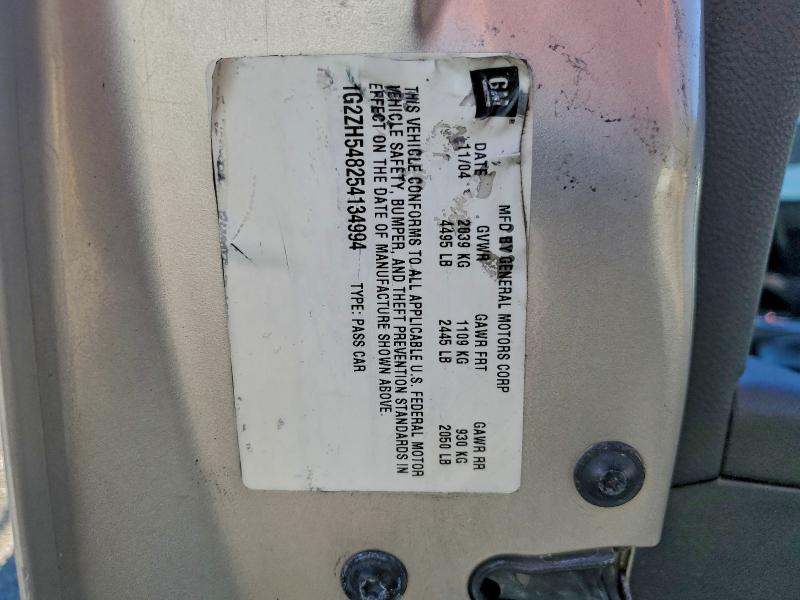 GM
MFD BY GENERAL MOTORS CORP
DATE GVWR GAWR FRT GAWR RR
11/04 2039 KG 1109 KG 930 KG
4495 LB 2445 LB 2050 LB
THIS VEHICLE CONFORMS TO ALL APPLICABLE U.S. FEDERAL MOTOR
VEHICLE SAFETY, BUMPER, AND THEFT PREVENTION STANDARDS IN
EFFECT ON THE DATE OF MANUFACTURE SHOWN ABOVE.
1G2ZH548254134994 TYPE: PASS CAR